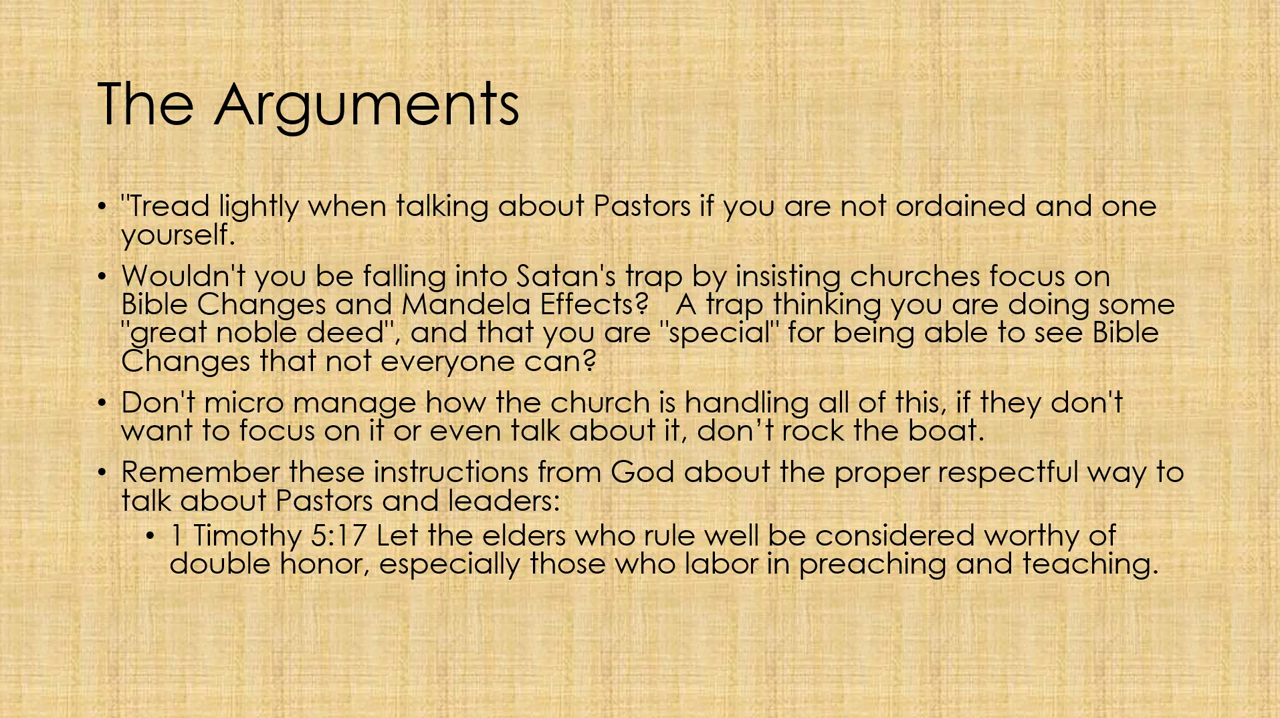 The Arguments
• "Tread lightly when talking about Pastors if you are not ordained and one
yourself.
• Wouldn't you be falling into Satan's trap by insisting churches focus on
Bible Changes and Mandela Effects?   A trap thinking you are doing some
"great noble deed", and that you are "special" for being able to see Bible
Changes that not everyone can?
• Don't micro manage how the church is handling all of this, if they don't
want to focus on it or even talk about it, don’t rock the boat.
• Remember these instructions from God about the proper respectful way to
talk about Pastors and leaders:
• 1 Timothy 5:17 Let the elders who rule well be considered worthy of
double honor, especially those who labor in preaching and teaching.